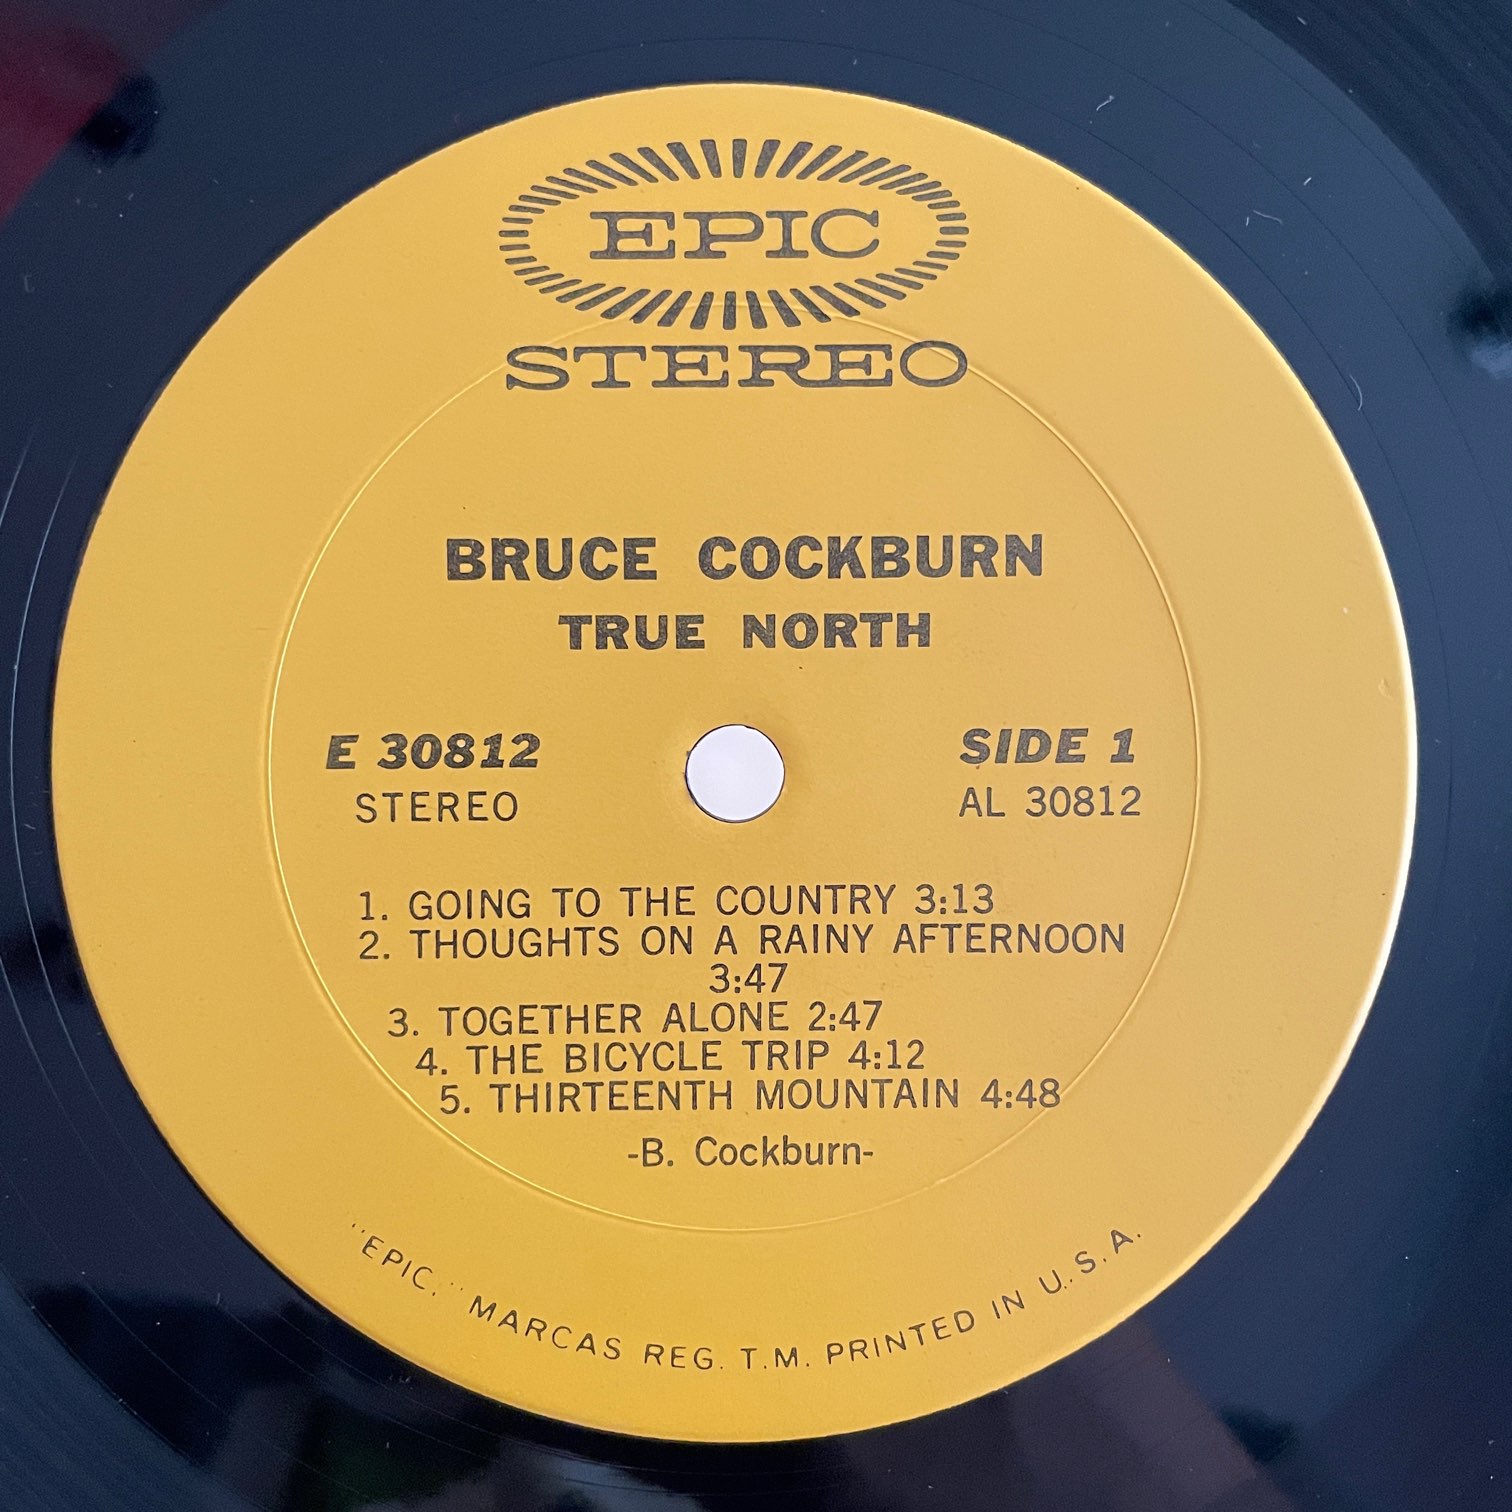 EPIC
STEREO
BRUCE COCKBURN
TRUE NORTH
E 30812
STEREO
SIDE 1
AL 30812
1. GOING TO THE COUNTRY 3:13
2. THOUGHTS ON A RAINY AFTERNOON
3:47
3. TOGETHER ALONE 2:47
4. THE BICYCLE TRIP 4:12
5. THIRTEENTH MOUNTAIN 4:48
-B. Cockburn-
"EPIC." MARCAS REG. T.M. PRINTED IN U.S.A.